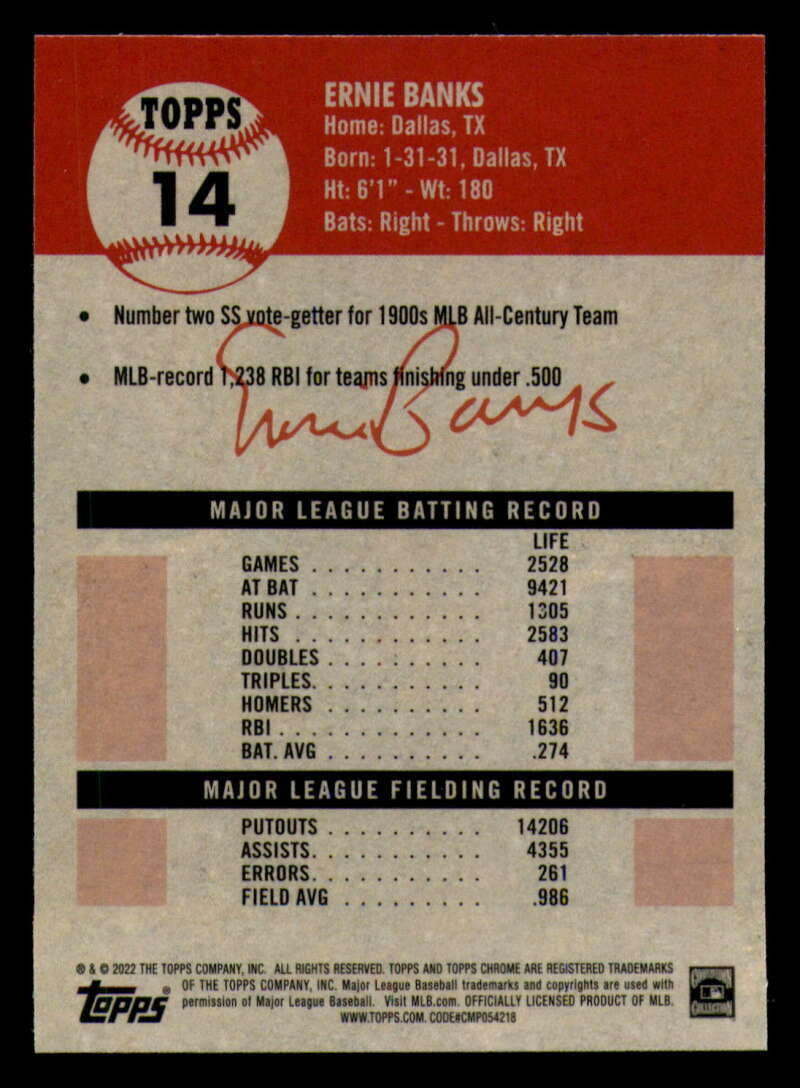 TOPPS
14
ERNIE BANKS
Home: Dallas, TX
Born: 1-31-31, Dallas, TX
Ht: 6'1" - Wt: 180
Bats: Right - Throws: Right
• Number two SS vote-getter for 1900s MLB All-Century Team
• MLB-record 1,238 RBI for teams finishing under .500
Ernie Banks
MAJOR LEAGUE BATTING RECORD
LIFE
GAMES . . . . . . . . . . . 2528
AT BAT . . . . . . . . . . . 9421
RUNS . . . . . . . . . . . . 1305
HITS . . . . . . . . . . . . 2583
DOUBLES . . . . . . . . . . 407
TRIPLES. . . . . . . . . . . 90
HOMERS . . . . . . . . . . 512
RBI . . . . . . . . . . . . . 1636
BAT. AVG . . . . . . . . . . .274
MAJOR LEAGUE FIELDING RECORD
PUTOUTS . . . . . . . . . . 14206
ASSISTS. . . . . . . . . . . 4355
ERRORS. . . . . . . . . . . 261
FIELD AVG . . . . . . . . . .986
® & © 2022 THE TOPPS COMPANY, INC. ALL RIGHTS RESERVED. TOPPS AND TOPPS CHROME ARE REGISTERED TRADEMARKS
OF THE TOPPS COMPANY, INC. Major League Baseball trademarks and copyrights are used with
permission of Major League Baseball. Visit MLB.com. OFFICIALLY LICENSED PRODUCT OF MLB.
WWW.TOPPS.COM. CODE#CMP054218
Topps®
COOPERSTOWN
COLLECTION